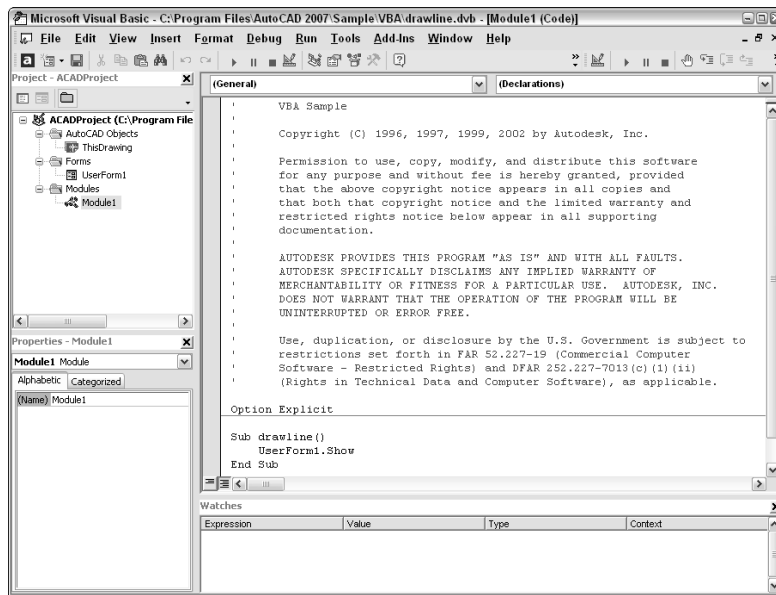 Microsoft Visual Basic - C:\Program Files\AutoCAD 2007\Sample\VBA\drawline.dvb - [Module1 (Code)]
File Edit View Insert Format Debug Run Tools Add-Ins Window Help
Project - ACADProject
ACADProject (C:\Program File
AutoCAD Objects
ThisDrawing
Forms
UserForm1
Modules
Module1
Properties - Module1
Module1 Module
Alphabetic Categorized
(Name) Module1
(General) (Declarations)
' VBA Sample
'
' Copyright (C) 1996, 1997, 1999, 2002 by Autodesk, Inc.
'
' Permission to use, copy, modify, and distribute this software
' for any purpose and without fee is hereby granted, provided
' that the above copyright notice appears in all copies and
' that both that copyright notice and the limited warranty and
' restricted rights notice below appear in all supporting
' documentation.
'
' AUTODESK PROVIDES THIS PROGRAM "AS IS" AND WITH ALL FAULTS.
' AUTODESK SPECIFICALLY DISCLAIMS ANY IMPLIED WARRANTY OF
' MERCHANTABILITY OR FITNESS FOR A PARTICULAR USE. AUTODESK, INC.
' DOES NOT WARRANT THAT THE OPERATION OF THE PROGRAM WILL BE
' UNINTERRUPTED OR ERROR FREE.
'
' Use, duplication, or disclosure by the U.S. Government is subject to
' restrictions set forth in FAR 52.227-19 (Commercial Computer
' Software - Restricted Rights) and DFAR 252.227-7013(c)(1)(ii)
' (Rights in Technical Data and Computer Software), as applicable.
Option Explicit
Sub drawline()
UserForm1.Show
End Sub
Watches
Expression Value Type Context